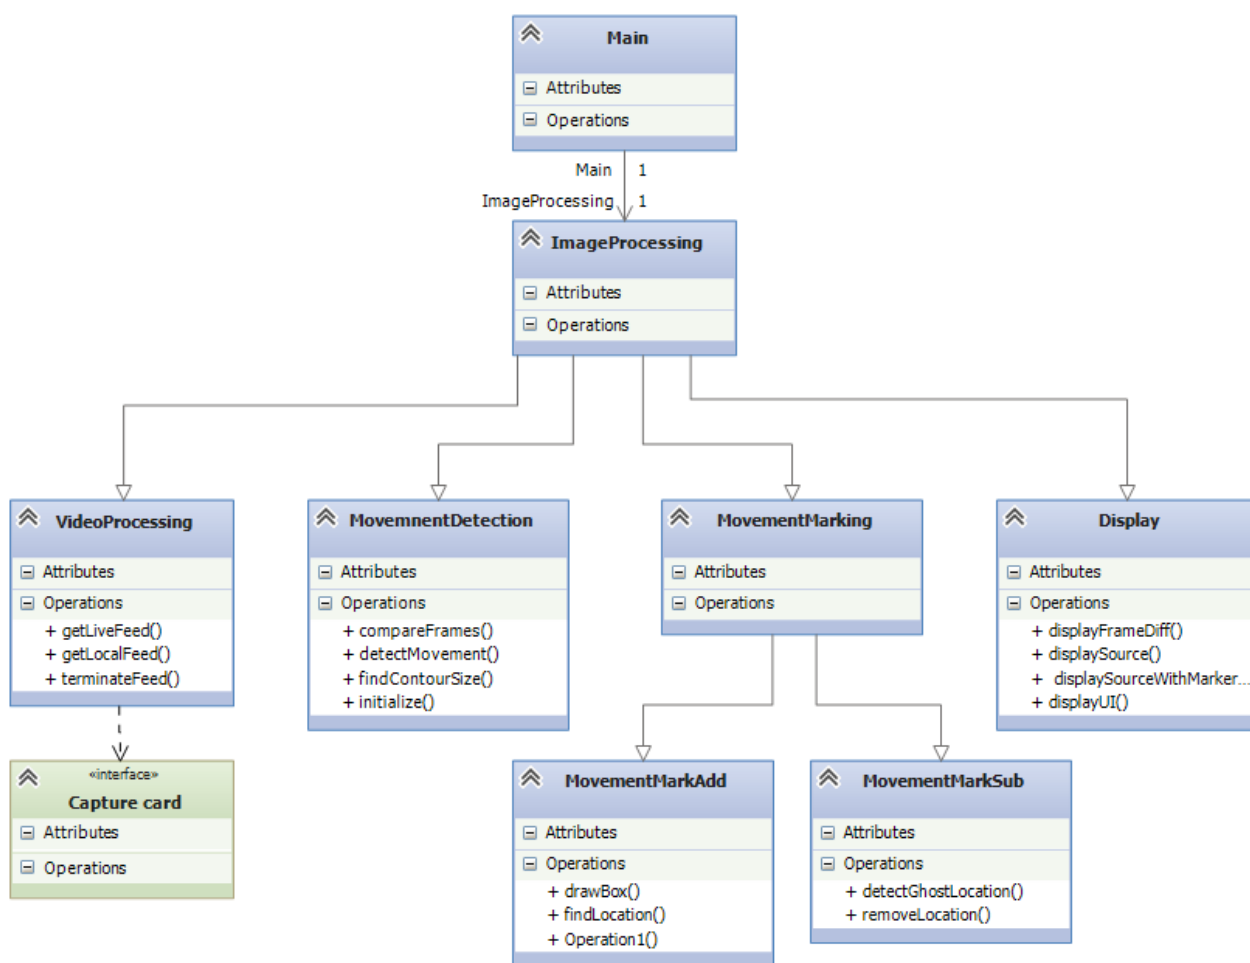 Main
Attributes
Operations
Main 1
ImageProcessing 1
ImageProcessing
Attributes
Operations
VideoProcessing
Attributes
Operations
+ getLiveFeed()
+ getLocalFeed()
+ terminateFeed()
MovemnentDetection
Attributes
Operations
+ compareFrames()
+ detectMovement()
+ findContourSize()
+ initialize()
MovementMarking
Attributes
Operations
Display
Attributes
Operations
+ displayFrameDiff()
+ displaySource()
+ displaySourceWithMarker...
+ displayUI()
«interface»
Capture card
Attributes
Operations
MovementMarkAdd
Attributes
Operations
+ drawBox()
+ findLocation()
+ Operation1()
MovementMarkSub
Attributes
Operations
+ detectGhostLocation()
+ removeLocation()